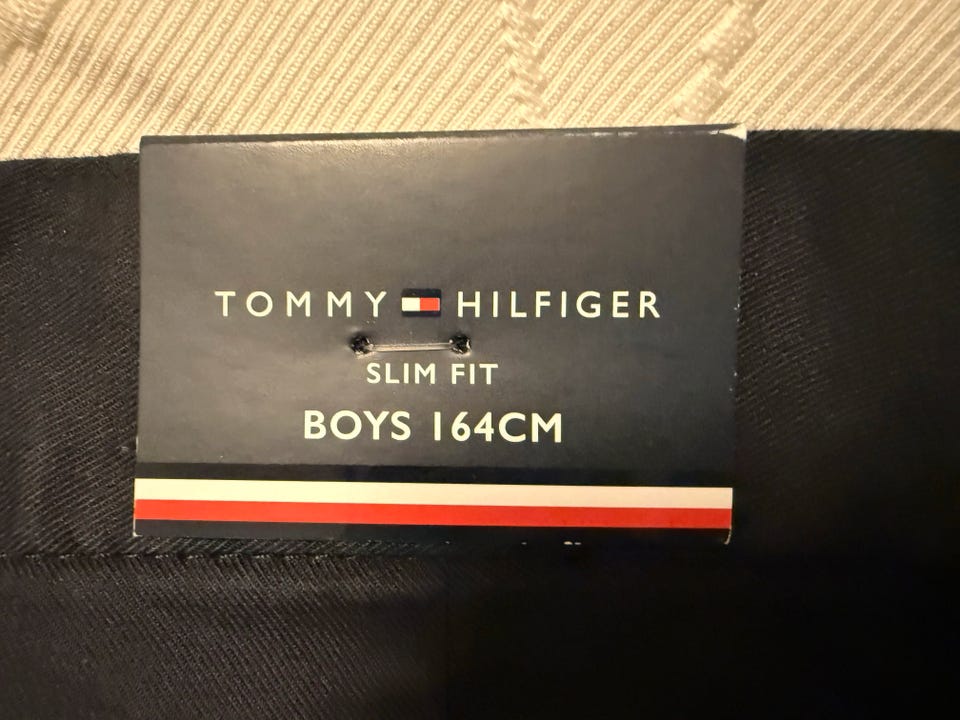 TOMMY HILFIGER
SLIM FIT
BOYS 164CM